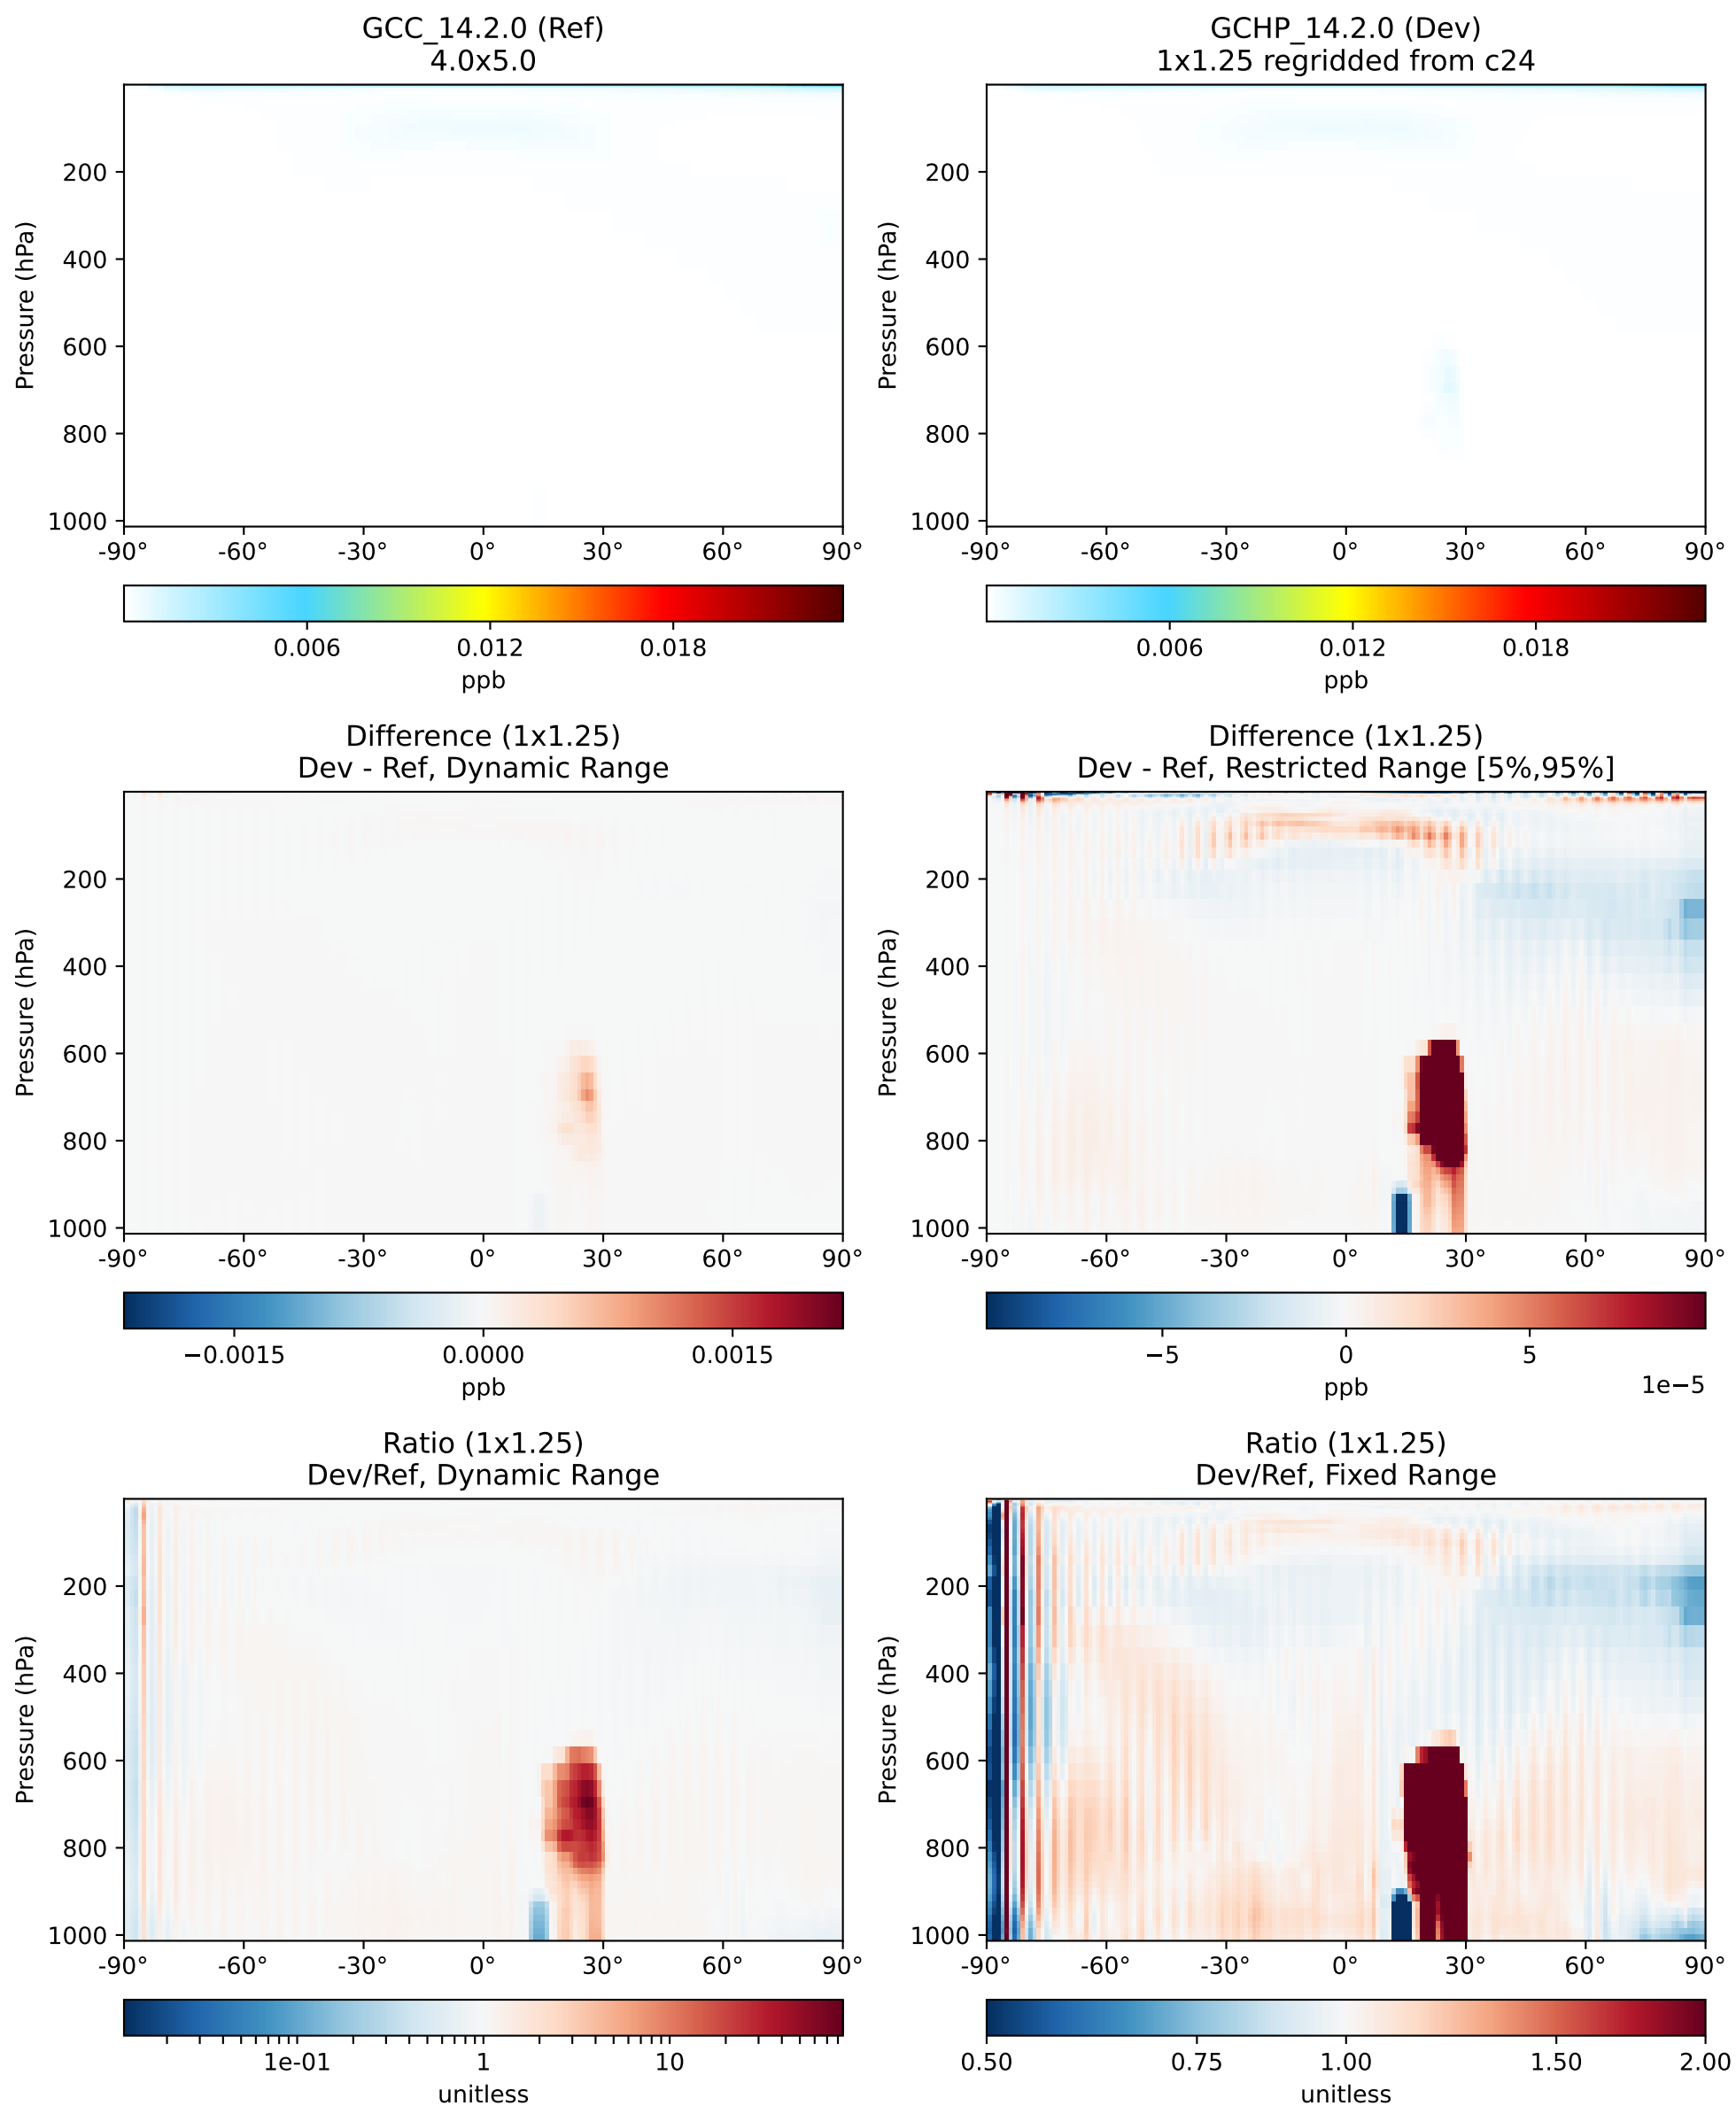 GCC_14.2.0 (Ref)
4.0x5.0
Pressure (hPa)
200
400
600
800
1000
-90° -60° -30° 0° 30° 60° 90°
0.006 0.012 0.018
ppb
GCHP_14.2.0 (Dev)
1x1.25 regridded from c24
Pressure (hPa)
200
400
600
800
1000
-90° -60° -30° 0° 30° 60° 90°
0.006 0.012 0.018
ppb
Difference (1x1.25)
Dev - Ref, Dynamic Range
Pressure (hPa)
200
400
600
800
1000
-90° -60° -30° 0° 30° 60° 90°
−0.0015 0.0000 0.0015
ppb
Difference (1x1.25)
Dev - Ref, Restricted Range [5%,95%]
Pressure (hPa)
200
400
600
800
1000
-90° -60° -30° 0° 30° 60° 90°
−5 0 5
ppb
1e−5
Ratio (1x1.25)
Dev/Ref, Dynamic Range
Pressure (hPa)
200
400
600
800
1000
-90° -60° -30° 0° 30° 60° 90°
1e-01 1 10
unitless
Ratio (1x1.25)
Dev/Ref, Fixed Range
Pressure (hPa)
200
400
600
800
1000
-90° -60° -30° 0° 30° 60° 90°
0.50 0.75 1.00 1.50 2.00
unitless